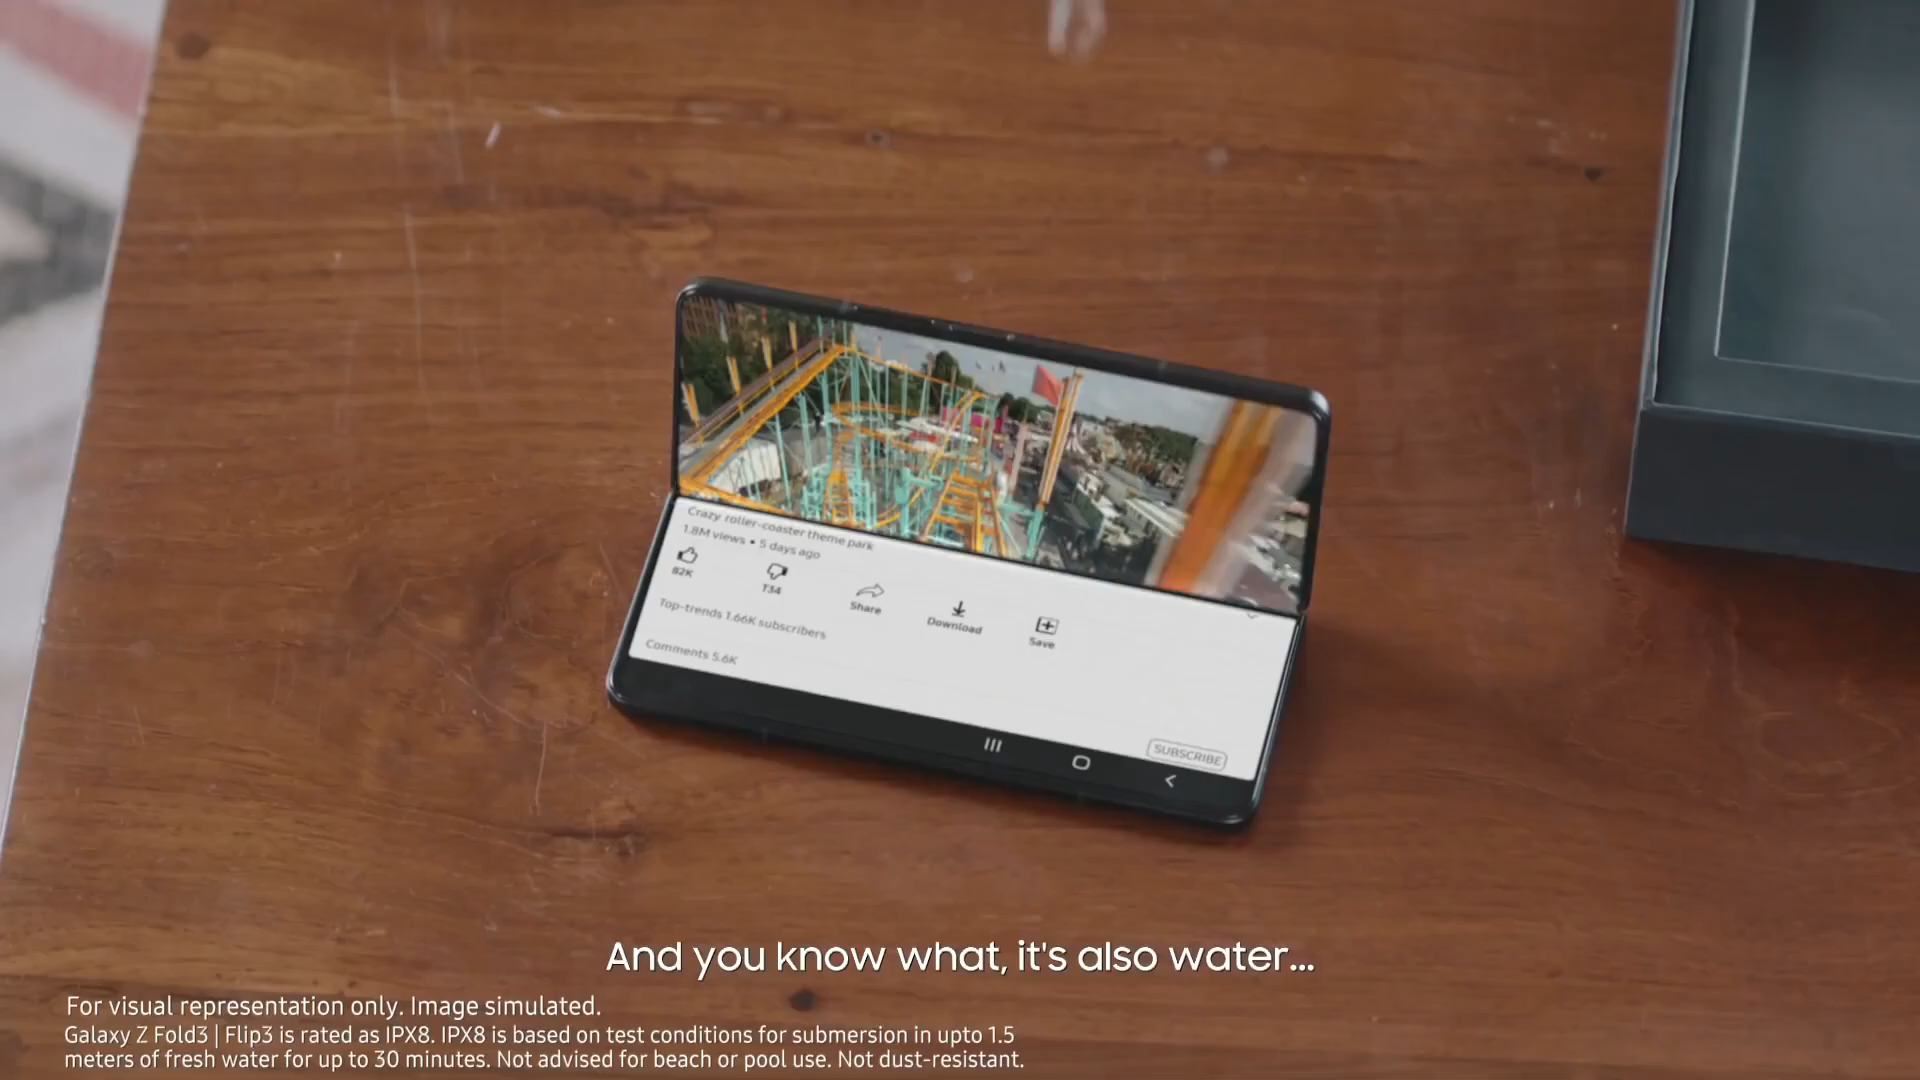 Crazy roller-coaster theme park
1.8M views • 5 days ago
82K
134
Share
Download
Save
Top-trends 1.66K subscribers
Comments 5.6K
SUBSCRIBE
And you know what, it's also water...
For visual representation only. Image simulated.
Galaxy Z Fold3 | Flip3 is rated as IPX8. IPX8 is based on test conditions for submersion in upto 1.5
meters of fresh water for up to 30 minutes. Not advised for beach or pool use. Not dust-resistant.